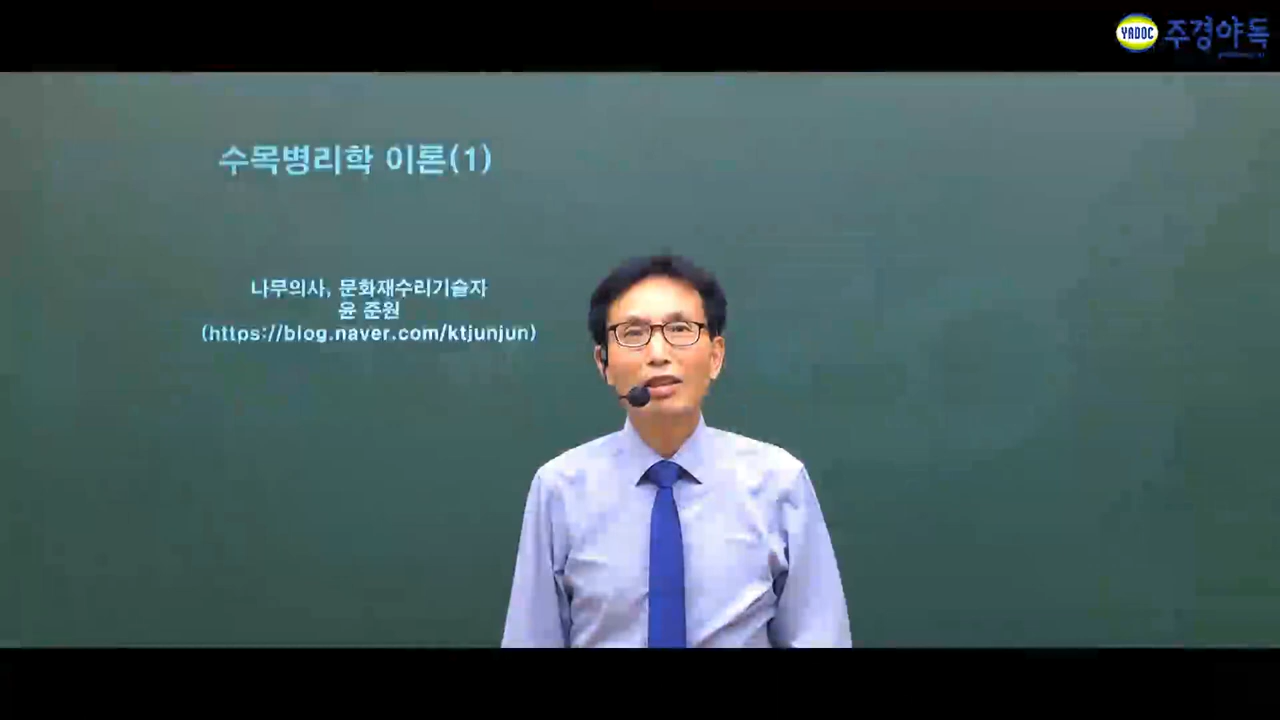 YADOC 주경야독
수목병리학 이론(1)
나무의사, 문화재수리기술자
윤 준원
(https://blog.naver.com/ktjunjun)